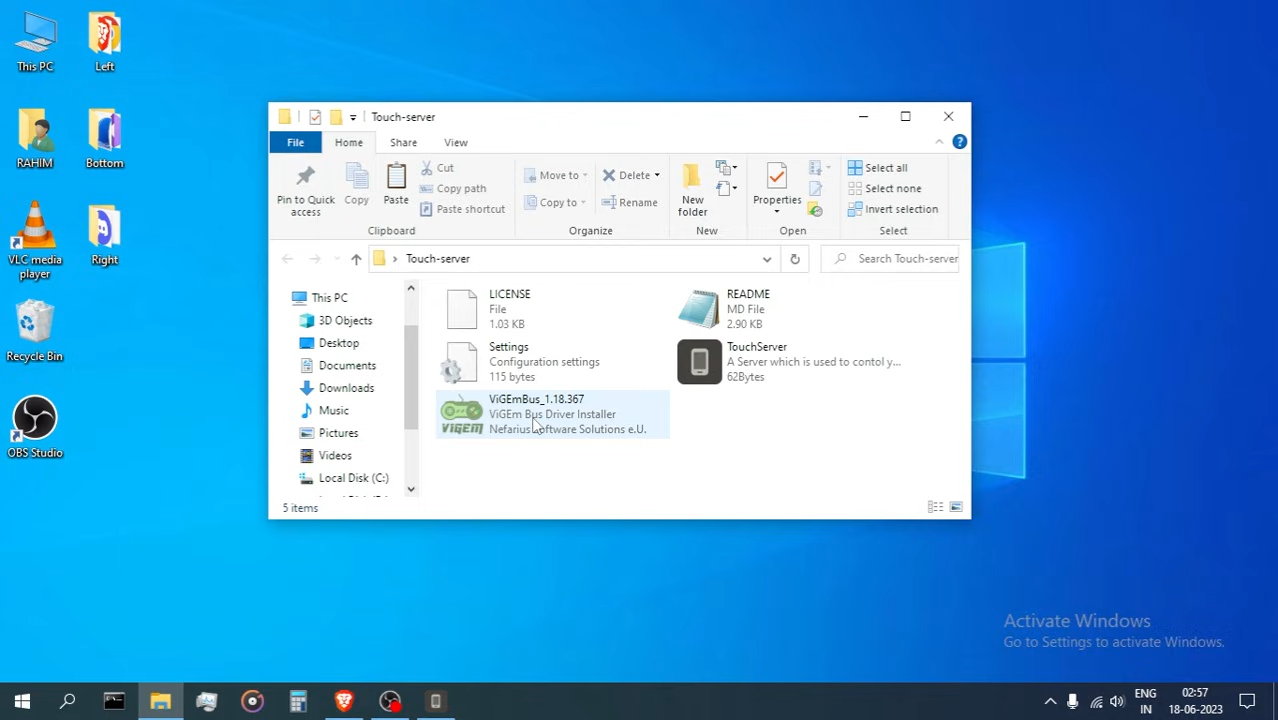 This PC
Left
RAHIM
Bottom
VLC media
player
Right
Recycle Bin
OBS Studio
Touch-server
File
Home
Share
View
Pin to Quick
access
Copy
Paste
Cut
Copy path
Paste shortcut
Clipboard
Move to
Copy to
Delete
Rename
Organize
New
folder
New
Properties
Open
Select all
Select none
Invert selection
Select
Touch-server
Search Touch-server
This PC
3D Objects
Desktop
Documents
Downloads
Music
Pictures
Videos
Local Disk (C:)
LICENSE
File
1.03 KB
README
MD File
2.90 KB
Settings
Configuration settings
115 bytes
TouchServer
A Server which is used to contol y...
62Bytes
ViGEmBus_1.18.367
ViGEm Bus Driver Installer
Nefarius Software Solutions e.U.
ViGEM
5 items
Activate Windows
Go to Settings to activate Windows.
ENG
IN
02:57
18-06-2023